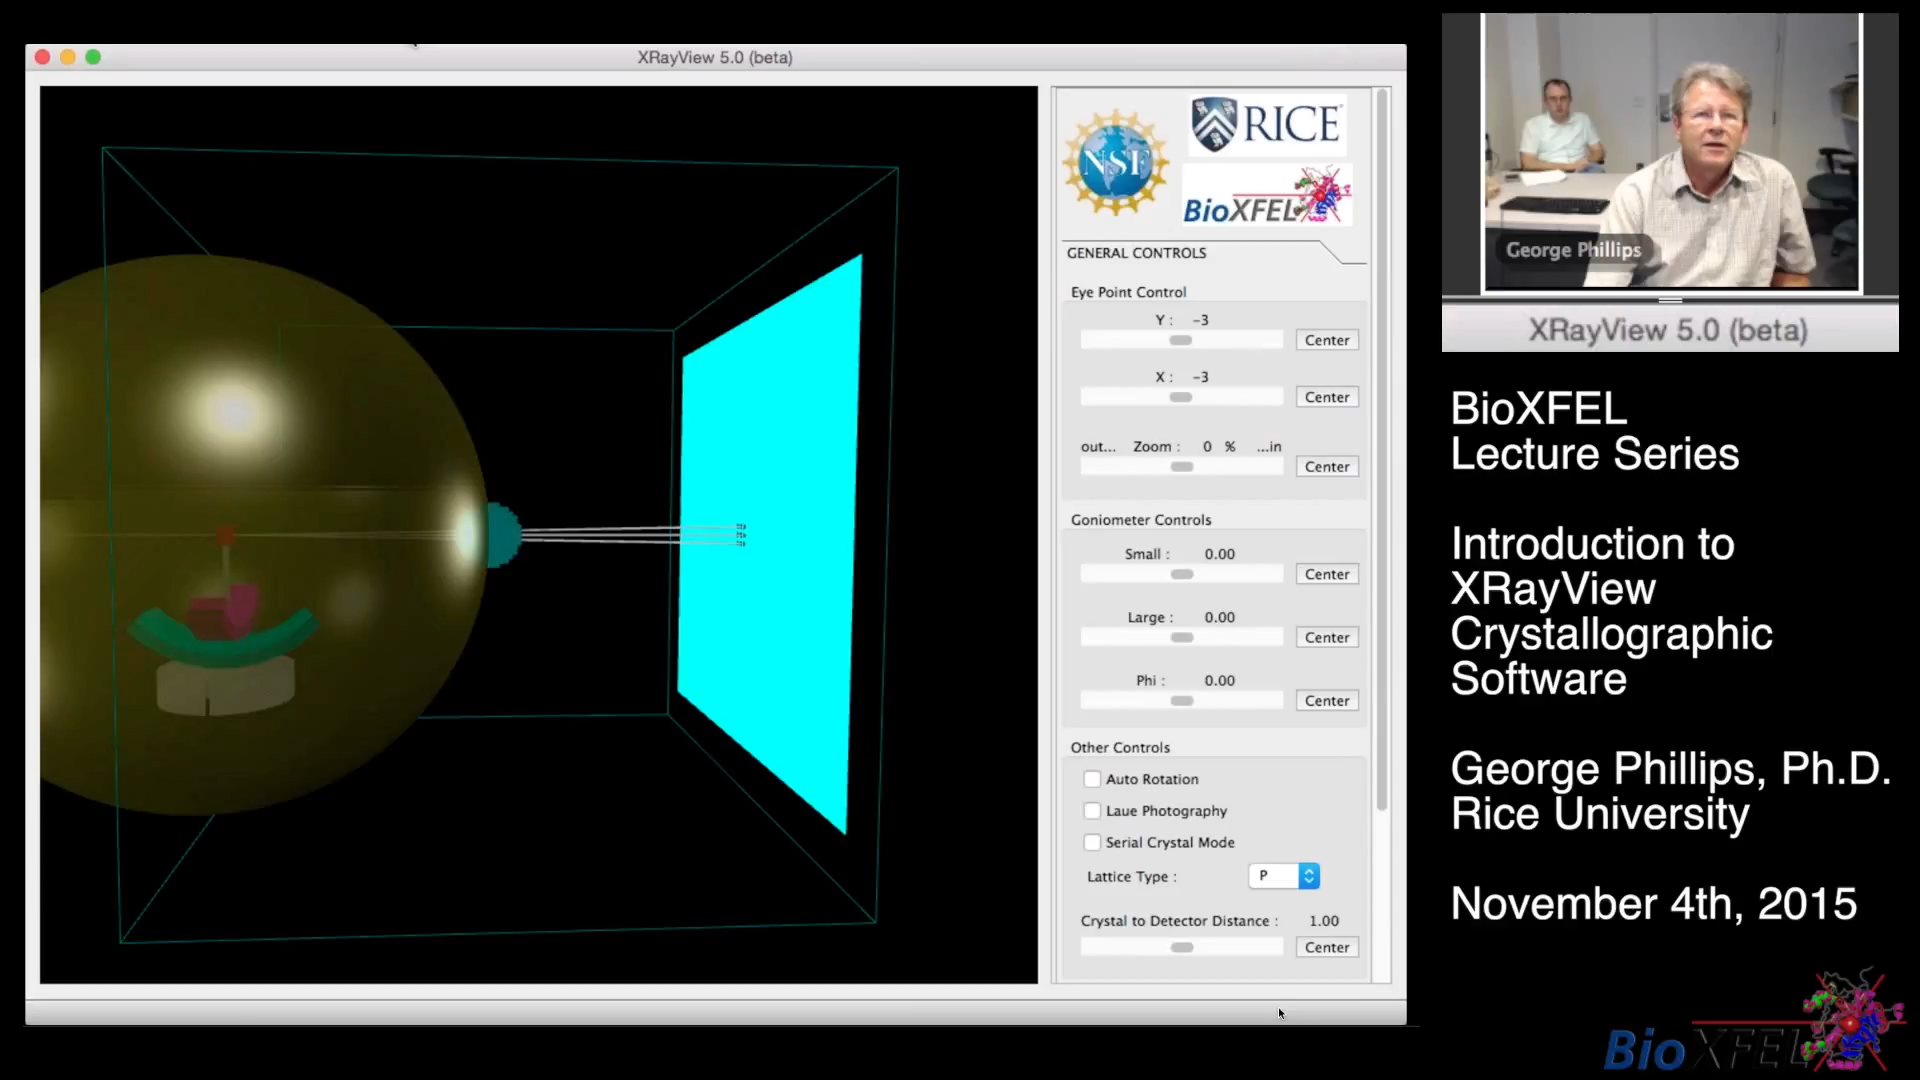 XRayView 5.0 (beta)
NSF
RICE
BioXFEL
GENERAL CONTROLS
Eye Point Control
Y : -3
Center
X : -3
Center
out... Zoom : 0 % ...in
Center
Goniometer Controls
Small : 0.00
Center
Large : 0.00
Center
Phi : 0.00
Center
Other Controls
Auto Rotation
Laue Photography
Serial Crystal Mode
Lattice Type : P
Crystal to Detector Distance : 1.00
Center
George Phillips
XRayView 5.0 (beta)
BioXFEL
Lecture Series
Introduction to
XRayView
Crystallographic
Software
George Phillips, Ph.D.
Rice University
November 4th, 2015
BioXFEL